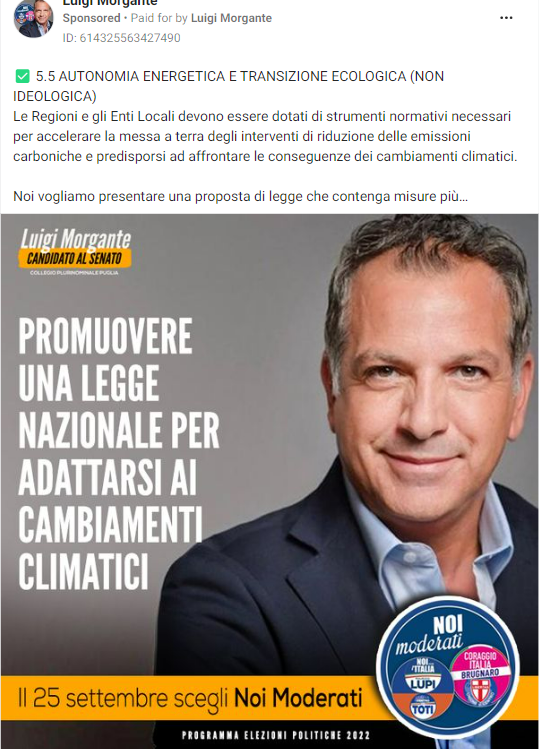 Luigi Morgante
Sponsored • Paid for by Luigi Morgante
ID: 614325563427490
✅ 5.5 AUTONOMIA ENERGETICA E TRANSIZIONE ECOLOGICA (NON
IDEOLOGICA)
Le Regioni e gli Enti Locali devono essere dotati di strumenti normativi necessari
per accelerare la messa a terra degli interventi di riduzione delle emissioni
carboniche e predisporsi ad affrontare le conseguenze dei cambiamenti climatici.
Noi vogliamo presentare una proposta di legge che contenga misure più...
Luigi Morgante
CANDIDATO AL SENATO
COLLEGIO PLURINOMINALE PUGLIA
PROMUOVERE
UNA LEGGE
NAZIONALE PER
ADATTARSI AI
CAMBIAMENTI
CLIMATICI
NOI
moderati
NOI... L'ITALIA
LUPI
CORAGGIO
ITALIA
BRUGNARO
TOTI
Il 25 settembre scegli Noi Moderati
PROGRAMMA ELEZIONI POLITICHE 2022